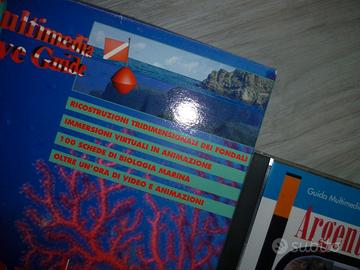 ultimedia
ve Guide
RICOSTRUZIONI TRIDIMENSIONALI DEI FONDALI
IMMERSIONI VIRTUALI IN ANIMAZIONE
100 SCHEDE DI BIOLOGIA MARINA
OLTRE UN'ORA DI VIDEO E ANIMAZIONI
Guida Multimedia
Argen
subito